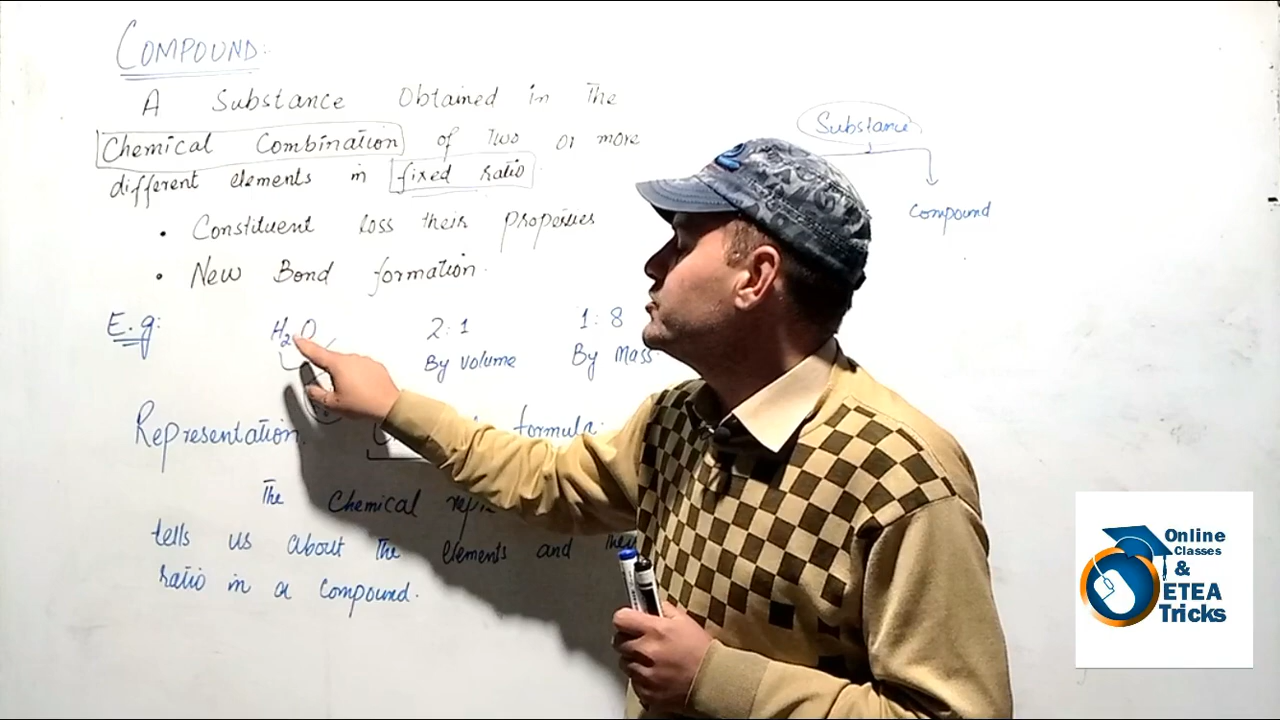 COMPOUND:
A Substance Obtained in the
Chemical Combination of Two or more
different elements in fixed ratio
• Constituent loss their Properties
• New Bond formation.
E.g: H₂O 2:1 1:8
By volume By Mass.
Representation. formula.
The Chemical
tells us about the elements and their
ratio in a compound.
Substance
Compound
Online
Classes
&
ETEA
Tricks